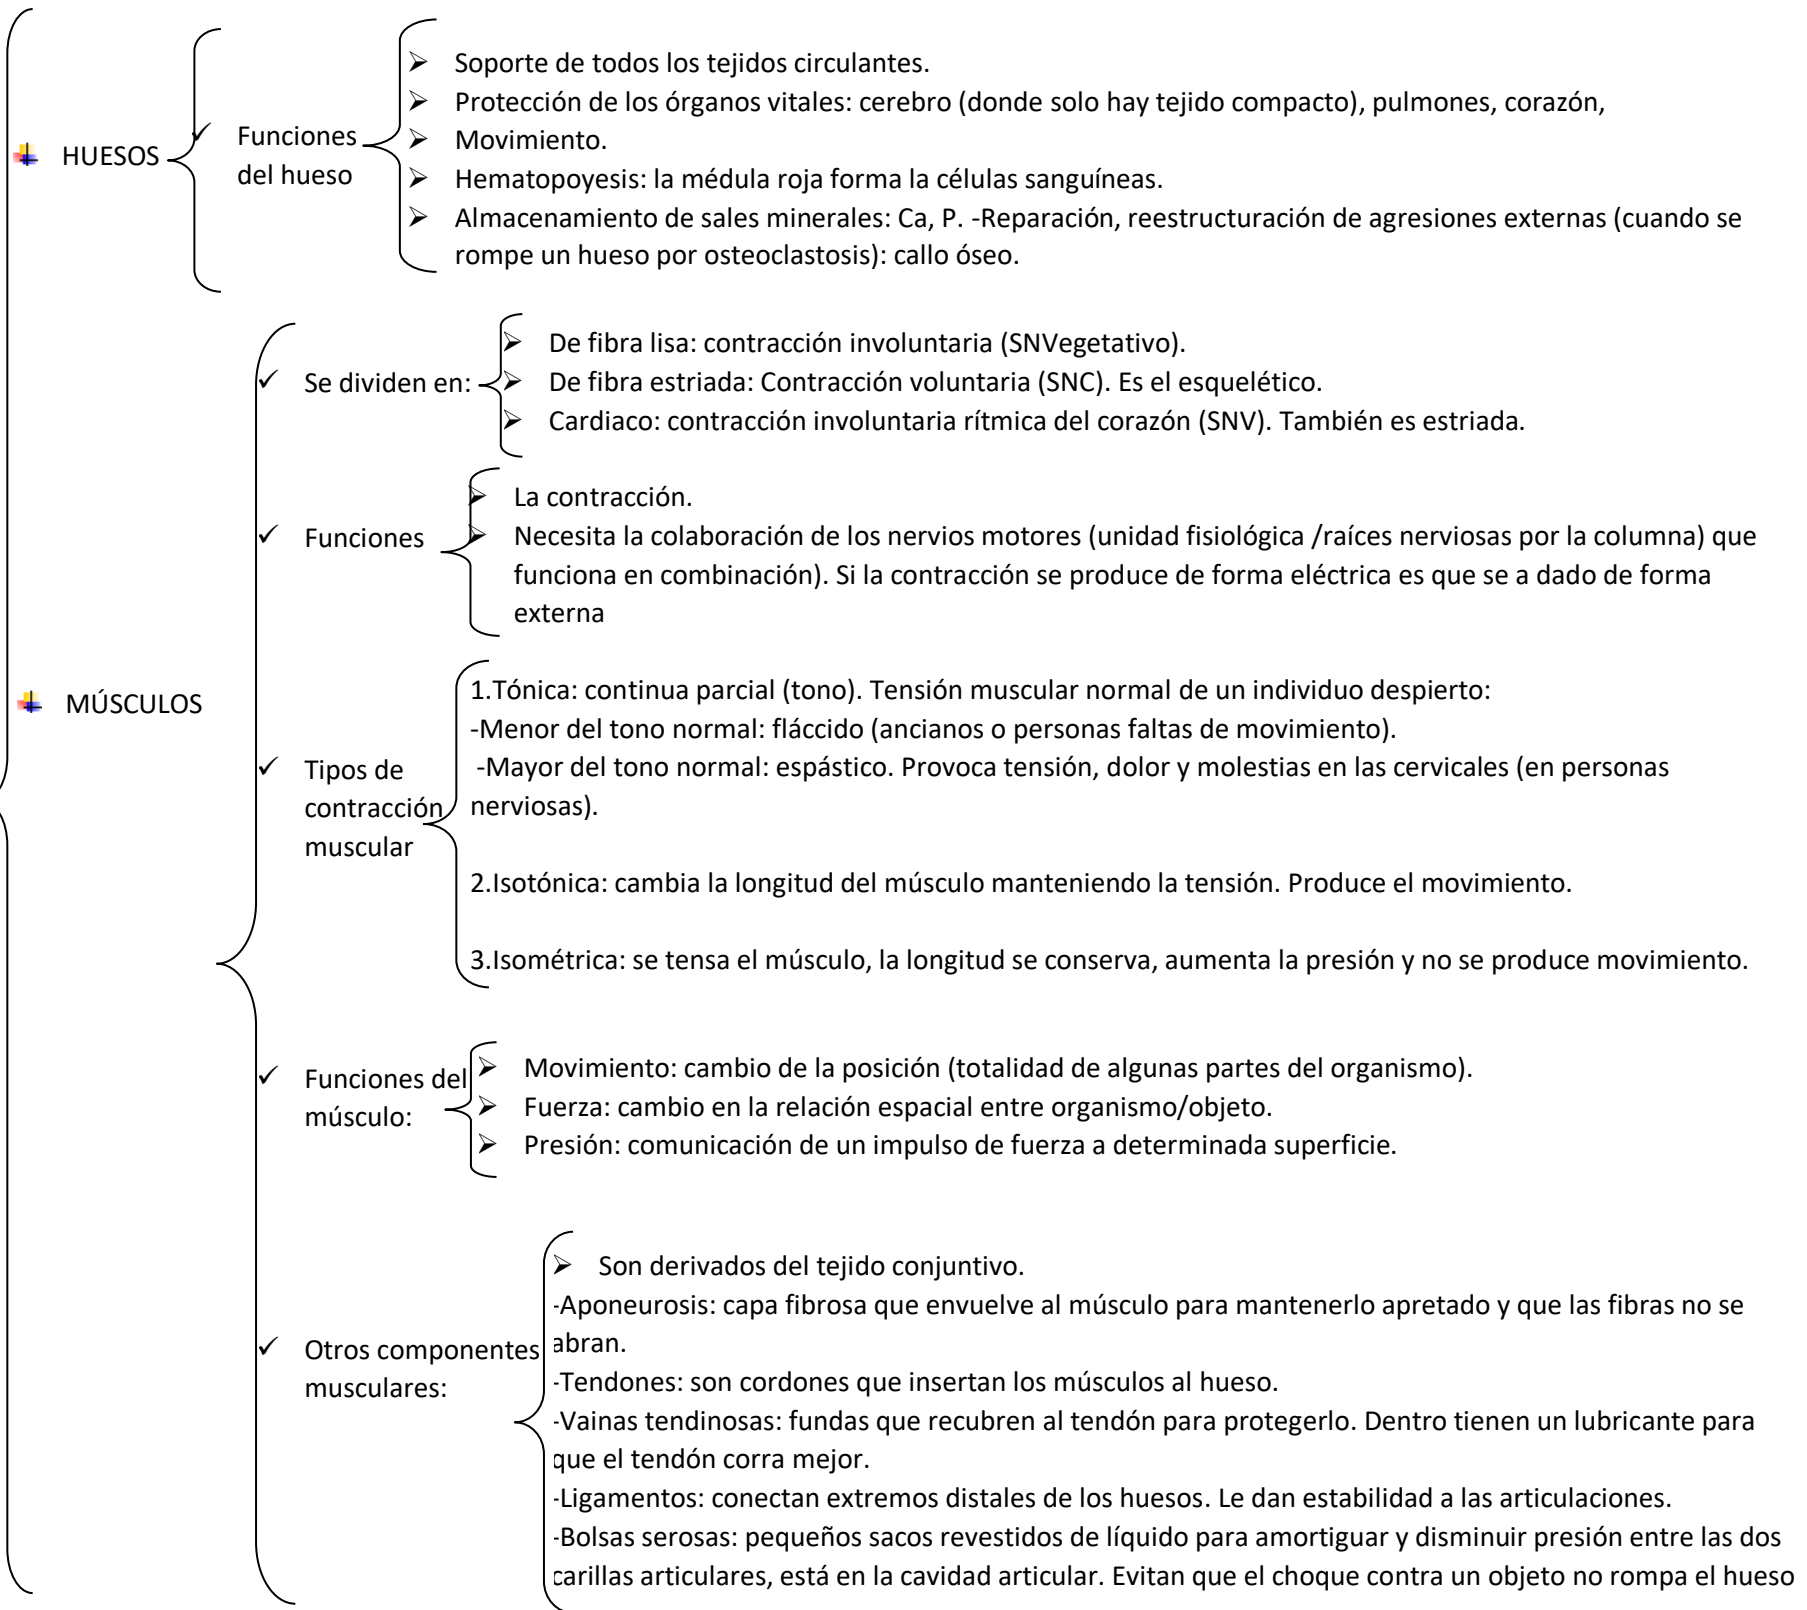 HUESOS
Funciones
del hueso
Soporte de todos los tejidos circulantes.
Protección de los órganos vitales: cerebro (donde solo hay tejido compacto), pulmones, corazón,
Movimiento.
Hematopoyesis: la médula roja forma la células sanguíneas.
Almacenamiento de sales minerales: Ca, P. -Reparación, reestructuración de agresiones externas (cuando se
rompe un hueso por osteoclastosis): callo óseo.
MÚSCULOS
Se dividen en:
De fibra lisa: contracción involuntaria (SNVegetativo).
De fibra estriada: Contracción voluntaria (SNC). Es el esquelético.
Cardiaco: contracción involuntaria rítmica del corazón (SNV). También es estriada.
Funciones
La contracción.
Necesita la colaboración de los nervios motores (unidad fisiológica /raíces nerviosas por la columna) que
funciona en combinación). Si la contracción se produce de forma eléctrica es que se a dado de forma
externa
Tipos de
contracción
muscular
1.Tónica: continua parcial (tono). Tensión muscular normal de un individuo despierto:
-Menor del tono normal: fláccido (ancianos o personas faltas de movimiento).
-Mayor del tono normal: espástico. Provoca tensión, dolor y molestias en las cervicales (en personas
nerviosas).
2.Isotónica: cambia la longitud del músculo manteniendo la tensión. Produce el movimiento.
3.Isométrica: se tensa el músculo, la longitud se conserva, aumenta la presión y no se produce movimiento.
Funciones del
músculo:
Movimiento: cambio de la posición (totalidad de algunas partes del organismo).
Fuerza: cambio en la relación espacial entre organismo/objeto.
Presión: comunicación de un impulso de fuerza a determinada superficie.
Otros componentes
musculares:
Son derivados del tejido conjuntivo.
-Aponeurosis: capa fibrosa que envuelve al músculo para mantenerlo apretado y que las fibras no se
abran.
-Tendones: son cordones que insertan los músculos al hueso.
-Vainas tendinosas: fundas que recubren al tendón para protegerlo. Dentro tienen un lubricante para
que el tendón corra mejor.
-Ligamentos: conectan extremos distales de los huesos. Le dan estabilidad a las articulaciones.
-Bolsas serosas: pequeños sacos revestidos de líquido para amortiguar y disminuir presión entre las dos
carillas articulares, está en la cavidad articular. Evitan que el choque contra un objeto no rompa el hueso